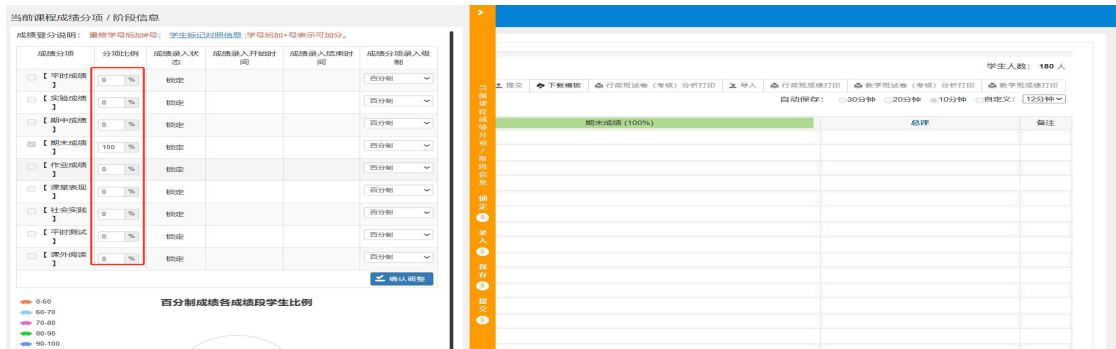 当前课程成绩分项 / 阶段信息
成绩登分说明： 重修学号后加#号； 学生标记对照信息 ;学号后加+号表示可加分。
成绩分项 分项比例 成绩录入状态 成绩录入开始时间 成绩录入结束时间 成绩分项录入级制
【 平时成绩 】 0 % 锁定 百分制
【 实验成绩 】 0 % 锁定 百分制
【 期中成绩 】 0 % 锁定 百分制
【 期末成绩 】 100 % 锁定 百分制
【 作业成绩 】 0 % 锁定 百分制
【 课堂表现 】 0 % 锁定 百分制
【 社会实践 】 0 % 锁定 百分制
【 平时测试 】 0 % 锁定 百分制
【 课外阅读 】 0 % 锁定 百分制
确认调整
百分制成绩各成绩段学生比例
0-60
60-70
70-80
80-90
90-100
当前课程成绩分项/阶段信息
锁定 9
录入 0
保存 0
提交 0
学生人数: 180 人
提交 下载模板 行政班试卷（考核）分析打印 导入 行政班成绩打印 教学班试卷（考核）分析打印 教学班成绩打印
自动保存： 30分钟 20分钟 10分钟 自定义： 12分钟
期末成绩 (100%) 总评 备注